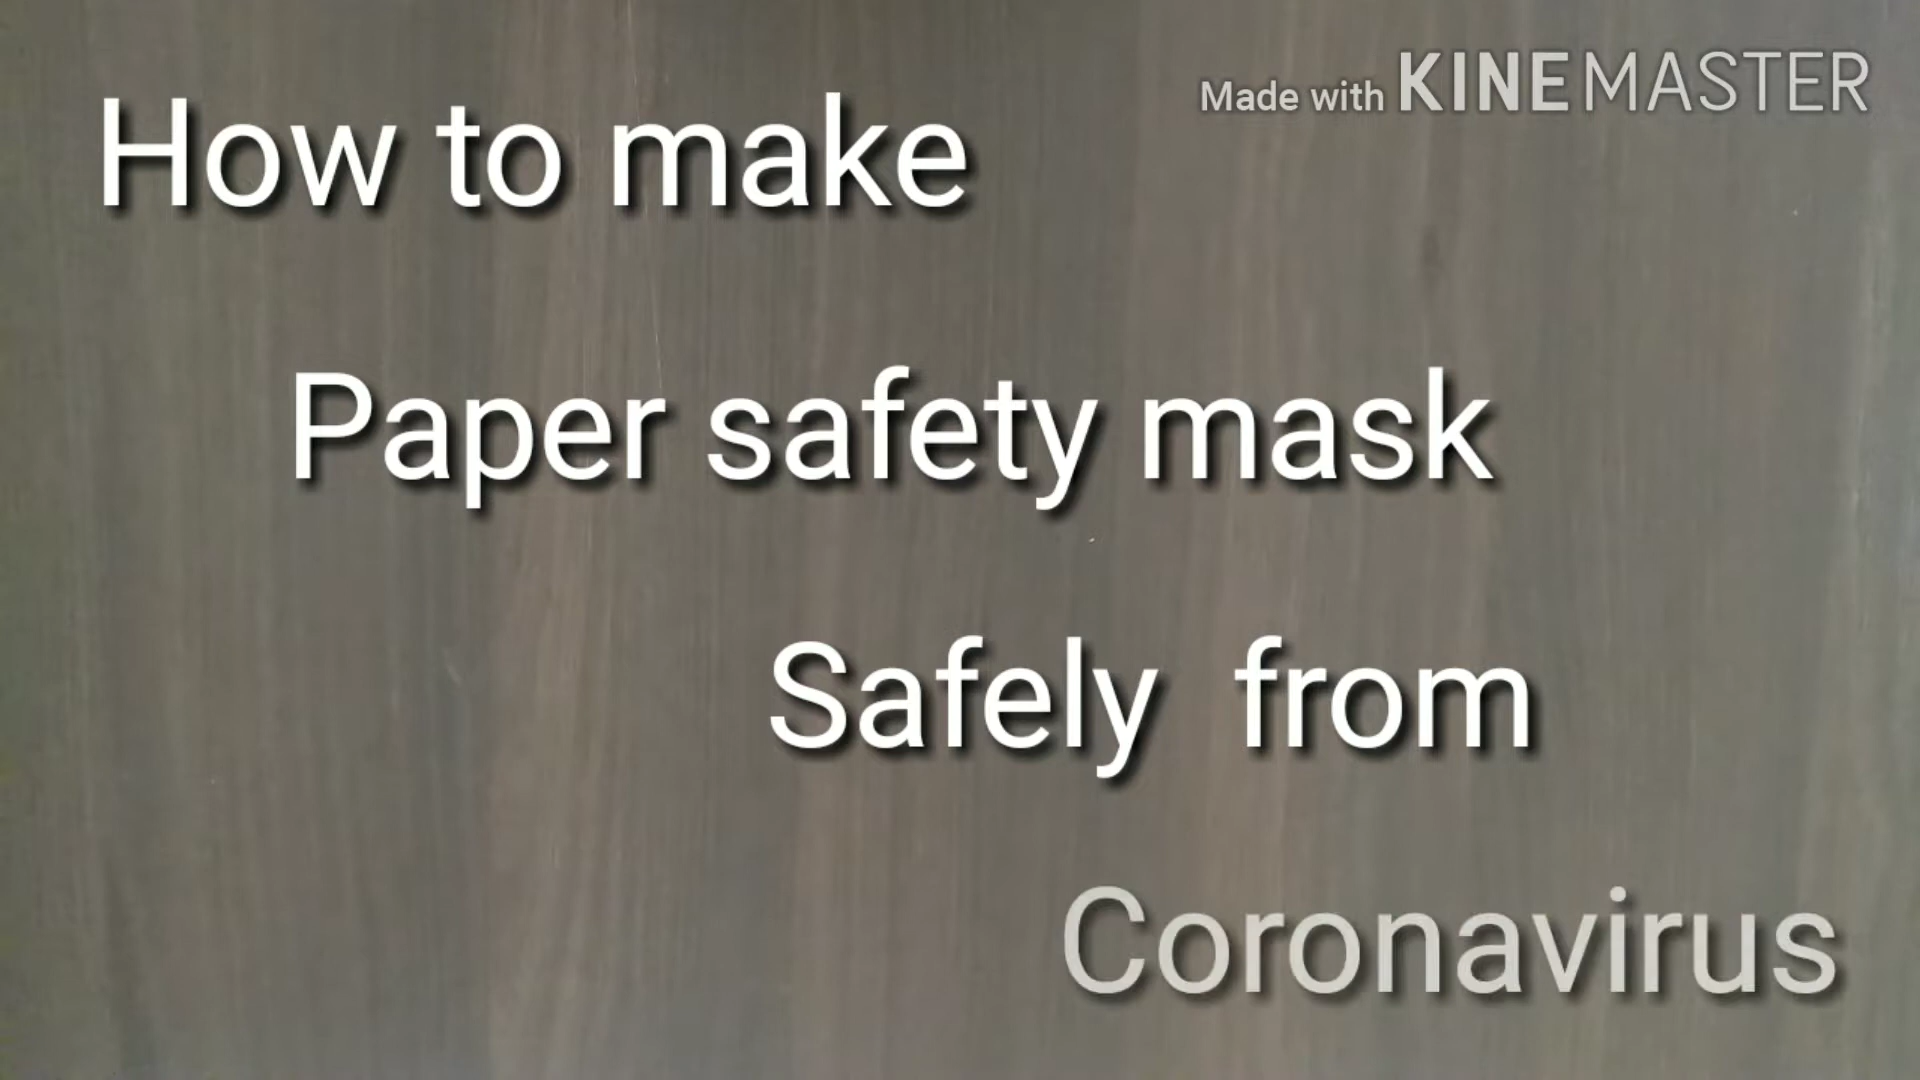 Made with KINEMASTER
How to make
Paper safety mask
Safely from
Coronavirus